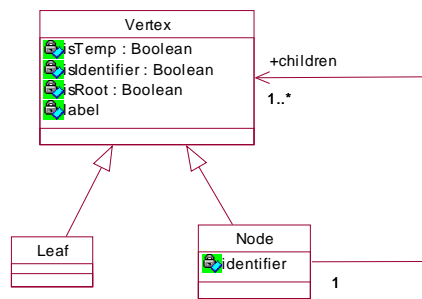 Vertex
isTemp : Boolean
isIdentifier : Boolean
isRoot : Boolean
label
+children
1..*
Leaf
Node
identifier
1